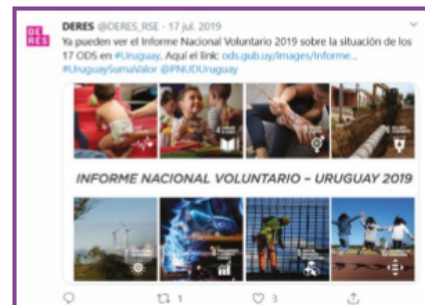 DE
RES
DERES @DERES_RSE · 17 jul. 2019
Ya pueden ver el Informe Nacional Voluntario 2019 sobre la situación de los
17 ODS en #Uruguay. Aquí el link: ods.gub.uy/images/Informe...
#UruguaySumaValor @PNUDUruguay
INFORME NACIONAL VOLUNTARIO – URUGUAY 2019
1
3